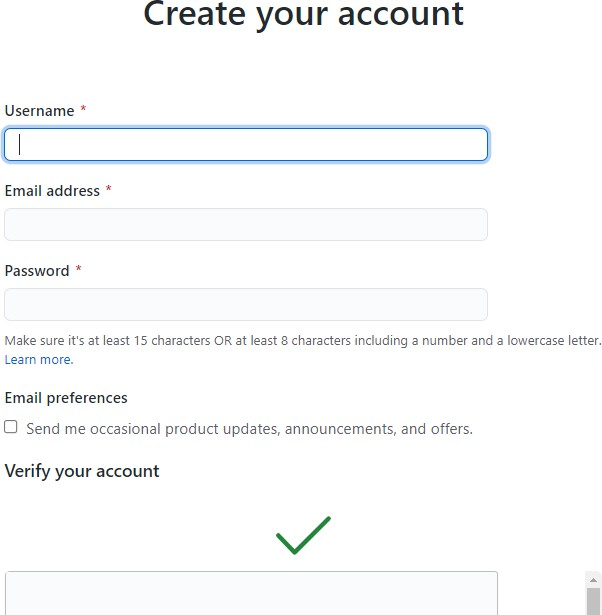 Create your account
Username *
Email address *
Password *
Make sure it's at least 15 characters OR at least 8 characters including a number and a lowercase letter.
Learn more.
Email preferences
Send me occasional product updates, announcements, and offers.
Verify your account